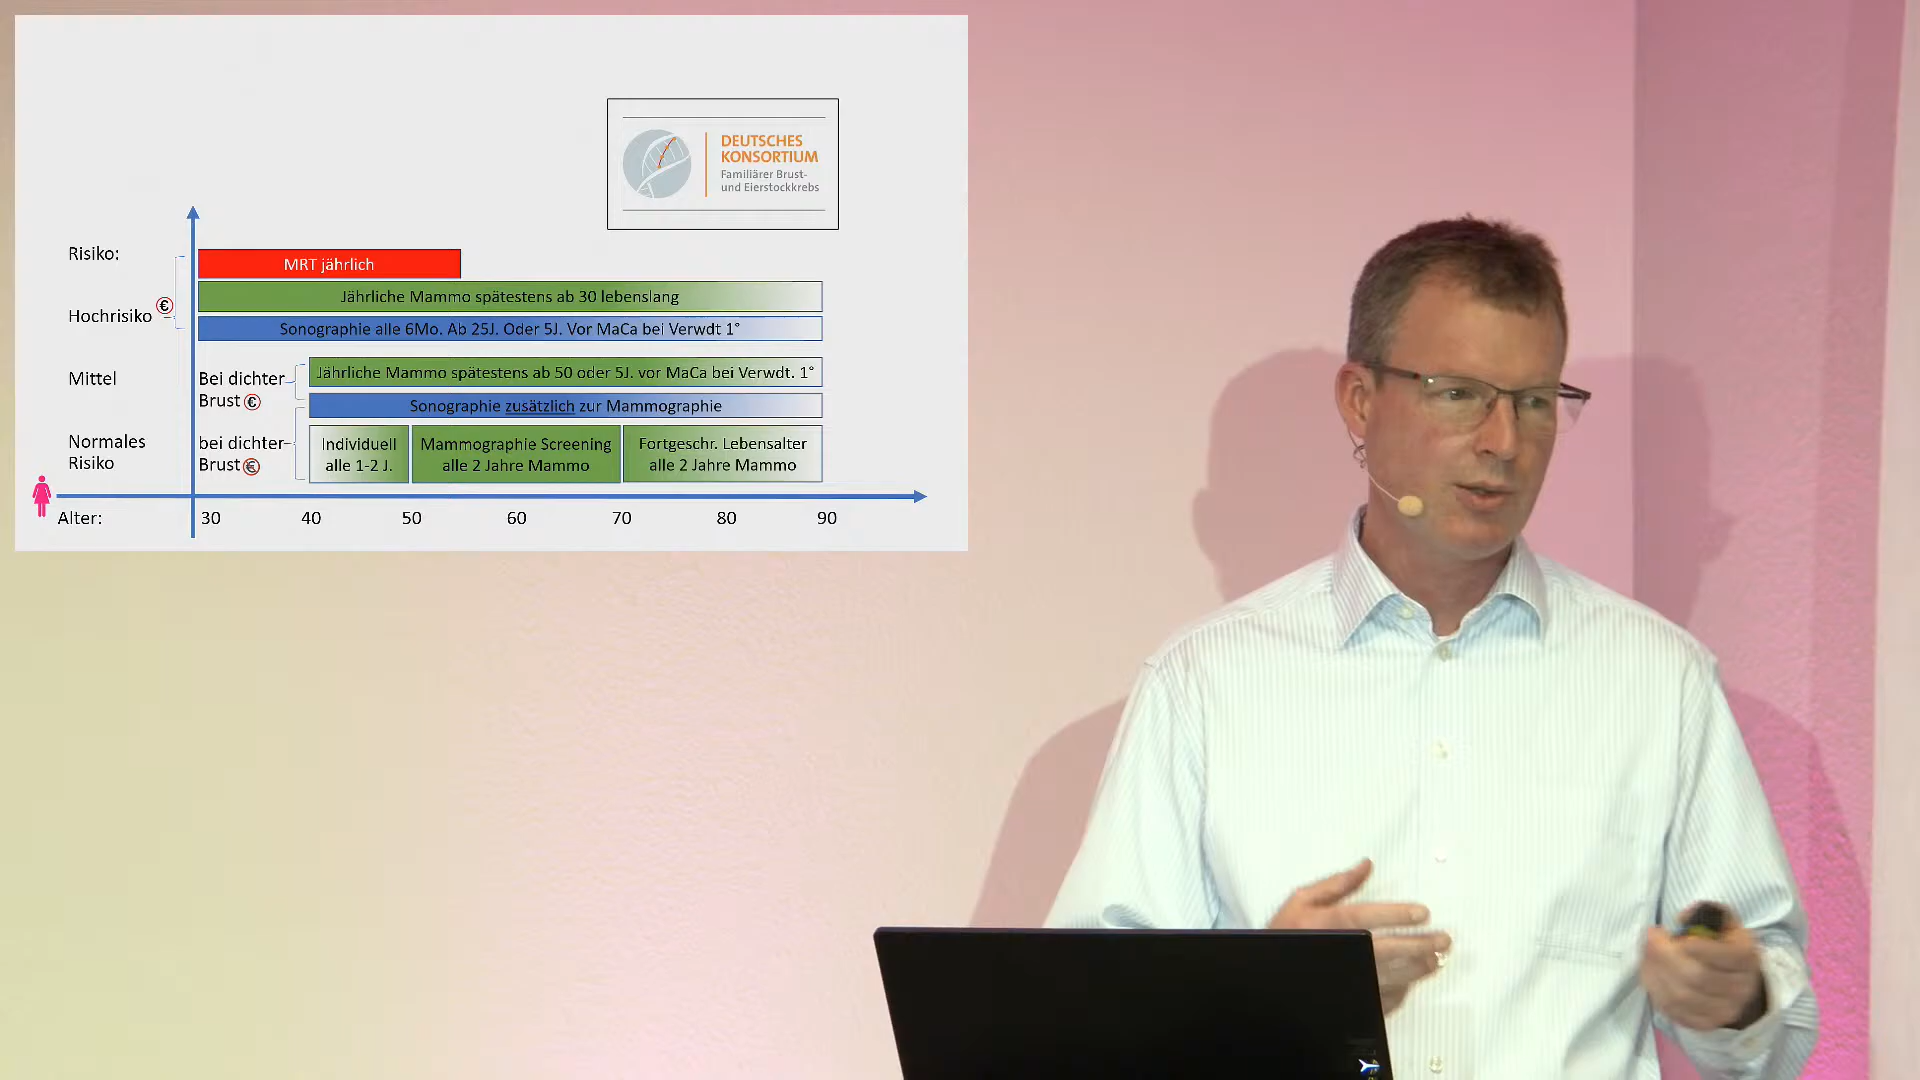 DEUTSCHES
KONSORTIUM
Familiärer Brust-
und Eierstockkrebs
Risiko:
MRT jährlich
Jährliche Mammo spätestens ab 30 lebenslang
Hochrisiko €
Sonographie alle 6Mo. Ab 25J. Oder 5J. Vor MaCa bei Verwdt 1°
Mittel
Bei dichter
Brust €
Jährliche Mammo spätestens ab 50 oder 5J. vor MaCa bei Verwdt. 1°
Sonographie zusätzlich zur Mammographie
Normales
Risiko
bei dichter
Brust €
Individuell
alle 1-2 J.
Mammographie Screening
alle 2 Jahre Mammo
Fortgeschr. Lebensalter
alle 2 Jahre Mammo
Alter: 30 40 50 60 70 80 90